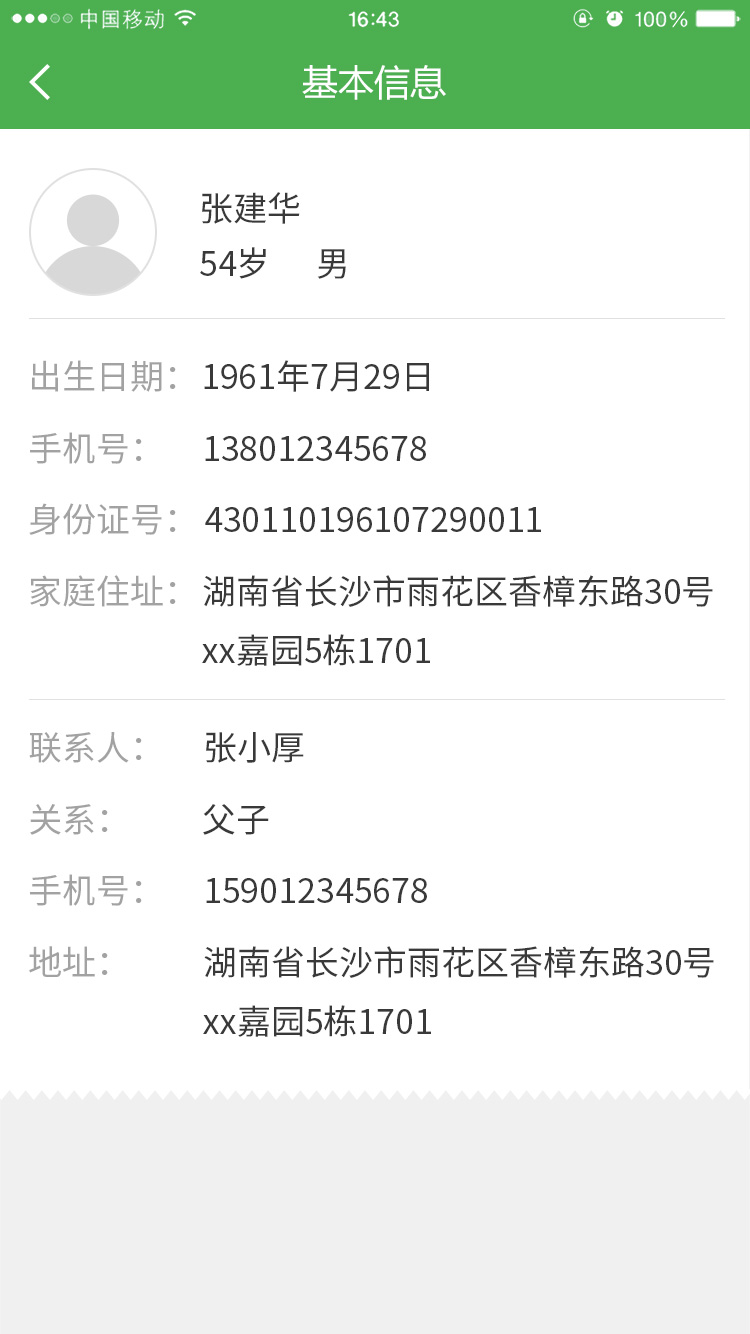 中国移动 16:43 100%
基本信息
张建华
54岁 男
出生日期： 1961年7月29日
手机号： 138012345678
身份证号： 430110196107290011
家庭住址： 湖南省长沙市雨花区香樟东路30号
xx嘉园5栋1701
联系人： 张小厚
关系： 父子
手机号： 159012345678
地址： 湖南省长沙市雨花区香樟东路30号
xx嘉园5栋1701